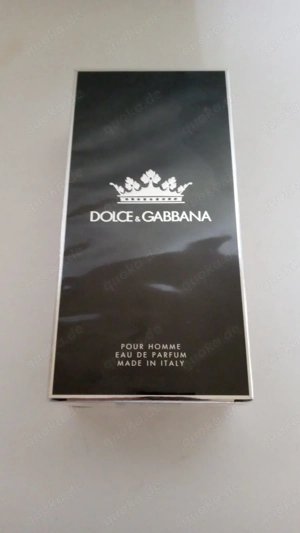 DOLCE & GABBANA
POUR HOMME
EAU DE PARFUM
MADE IN ITALY